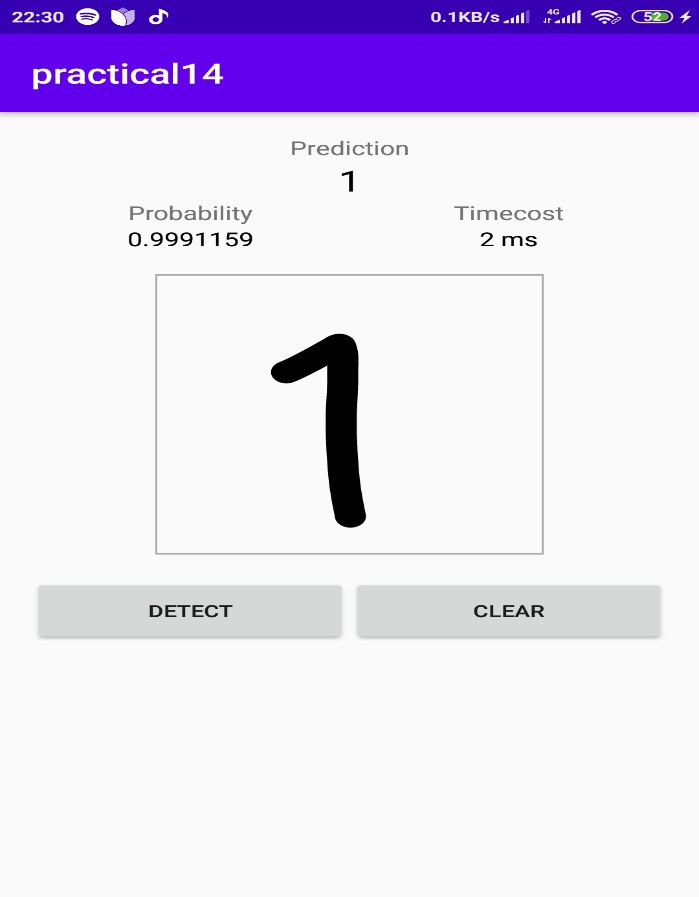 22:30 0.1KB/s 4G 52
practical14
Prediction
1
Probability Timecost
0.9991159 2 ms
1
DETECT CLEAR